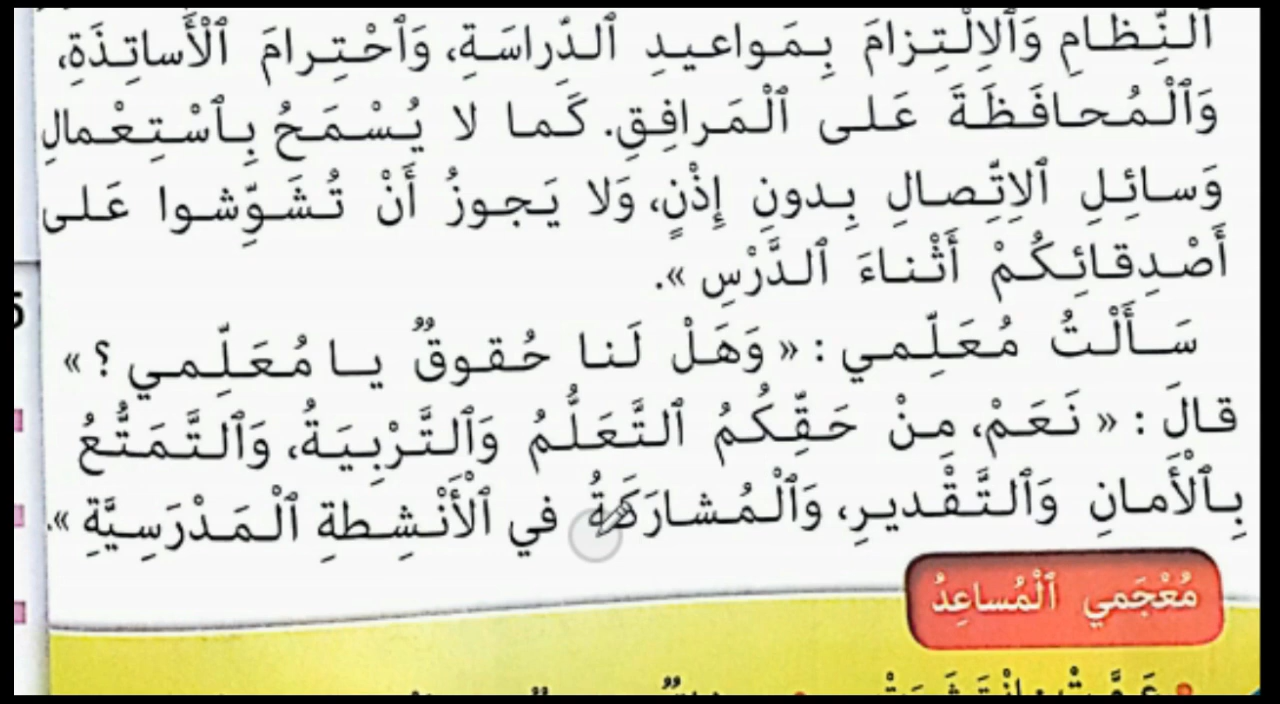 ٱلنِّظامِ وَٱلِٱلْتِزامَ بِمَواعيدِ ٱلدِّراسَةِ، وَٱحْتِرامَ ٱلْأَساتِذَةِ،
وَٱلْمُحافَظَةَ عَلى ٱلْمَرافِقِ. كَما لا يُسْمَحُ بِٱسْتِعْمالِ
وَسائِلِ ٱلِٱتِّصالِ بِدونِ إِذْنٍ، وَلا يَجوزُ أَنْ تُشَوِّشوا عَلى
أَصْدِقائِكُمْ أَثْناءَ ٱلدَّرْسِ ».
سَأَلْتُ مُعَلِّمي : « وَهَلْ لَنا حُقوقٌ يا مُعَلِّمي ؟ »
قالَ : « نَعَمْ، مِنْ حَقِّكُمُ ٱلتَّعَلُّمُ وَٱلتَّرْبِيَةُ، وَٱلتَّمَتُّعُ
بِٱلْأَمانِ وَٱلتَّقْديرِ، وَٱلْمُشارَكَةُ في ٱلْأَنْشِطةِ ٱلْمَدْرَسِيَّةِ ».
مُعْجَمي ٱلْمُساعِدُ